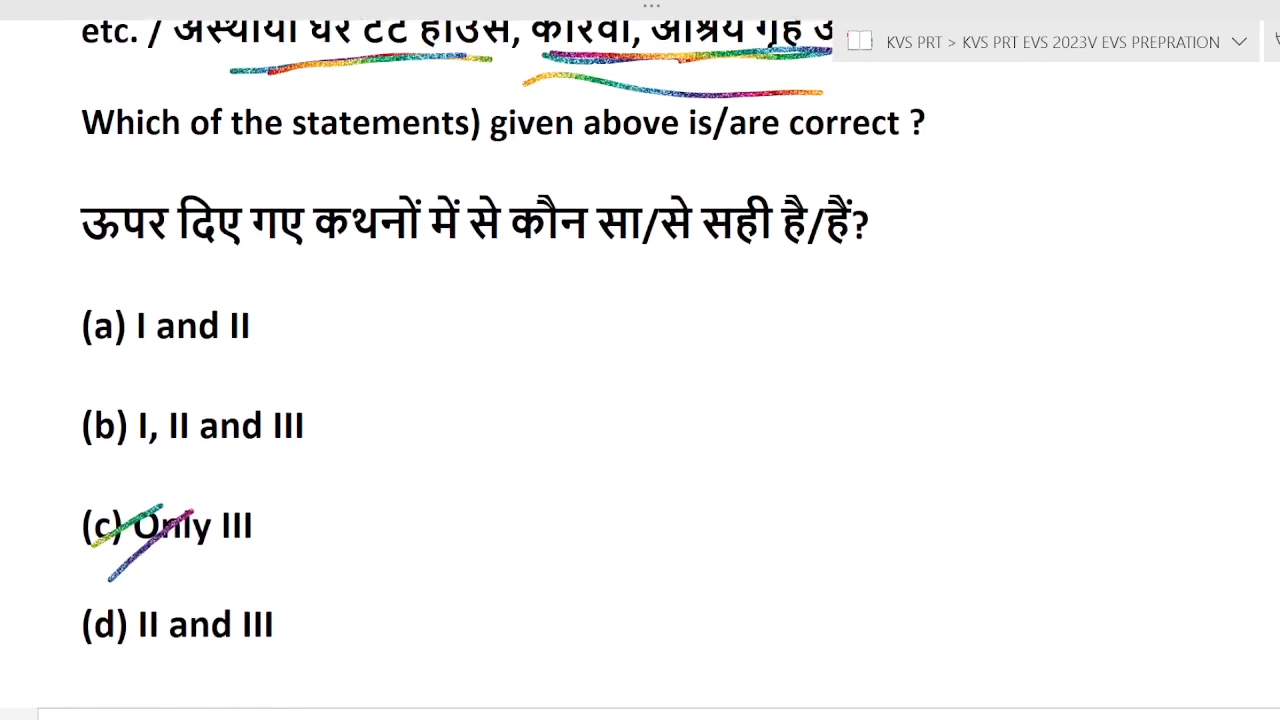 etc. / अस्थायी घर टेंट हाउस, कारवां, आश्रय गृह
KVS PRT > KVS PRT EVS 2023V EVS PREPRATION
Which of the statements) given above is/are correct ?
ऊपर दिए गए कथनों में से कौन सा/से सही है/हैं?
(a) I and II
(b) I, II and III
(c) Only III
(d) II and III